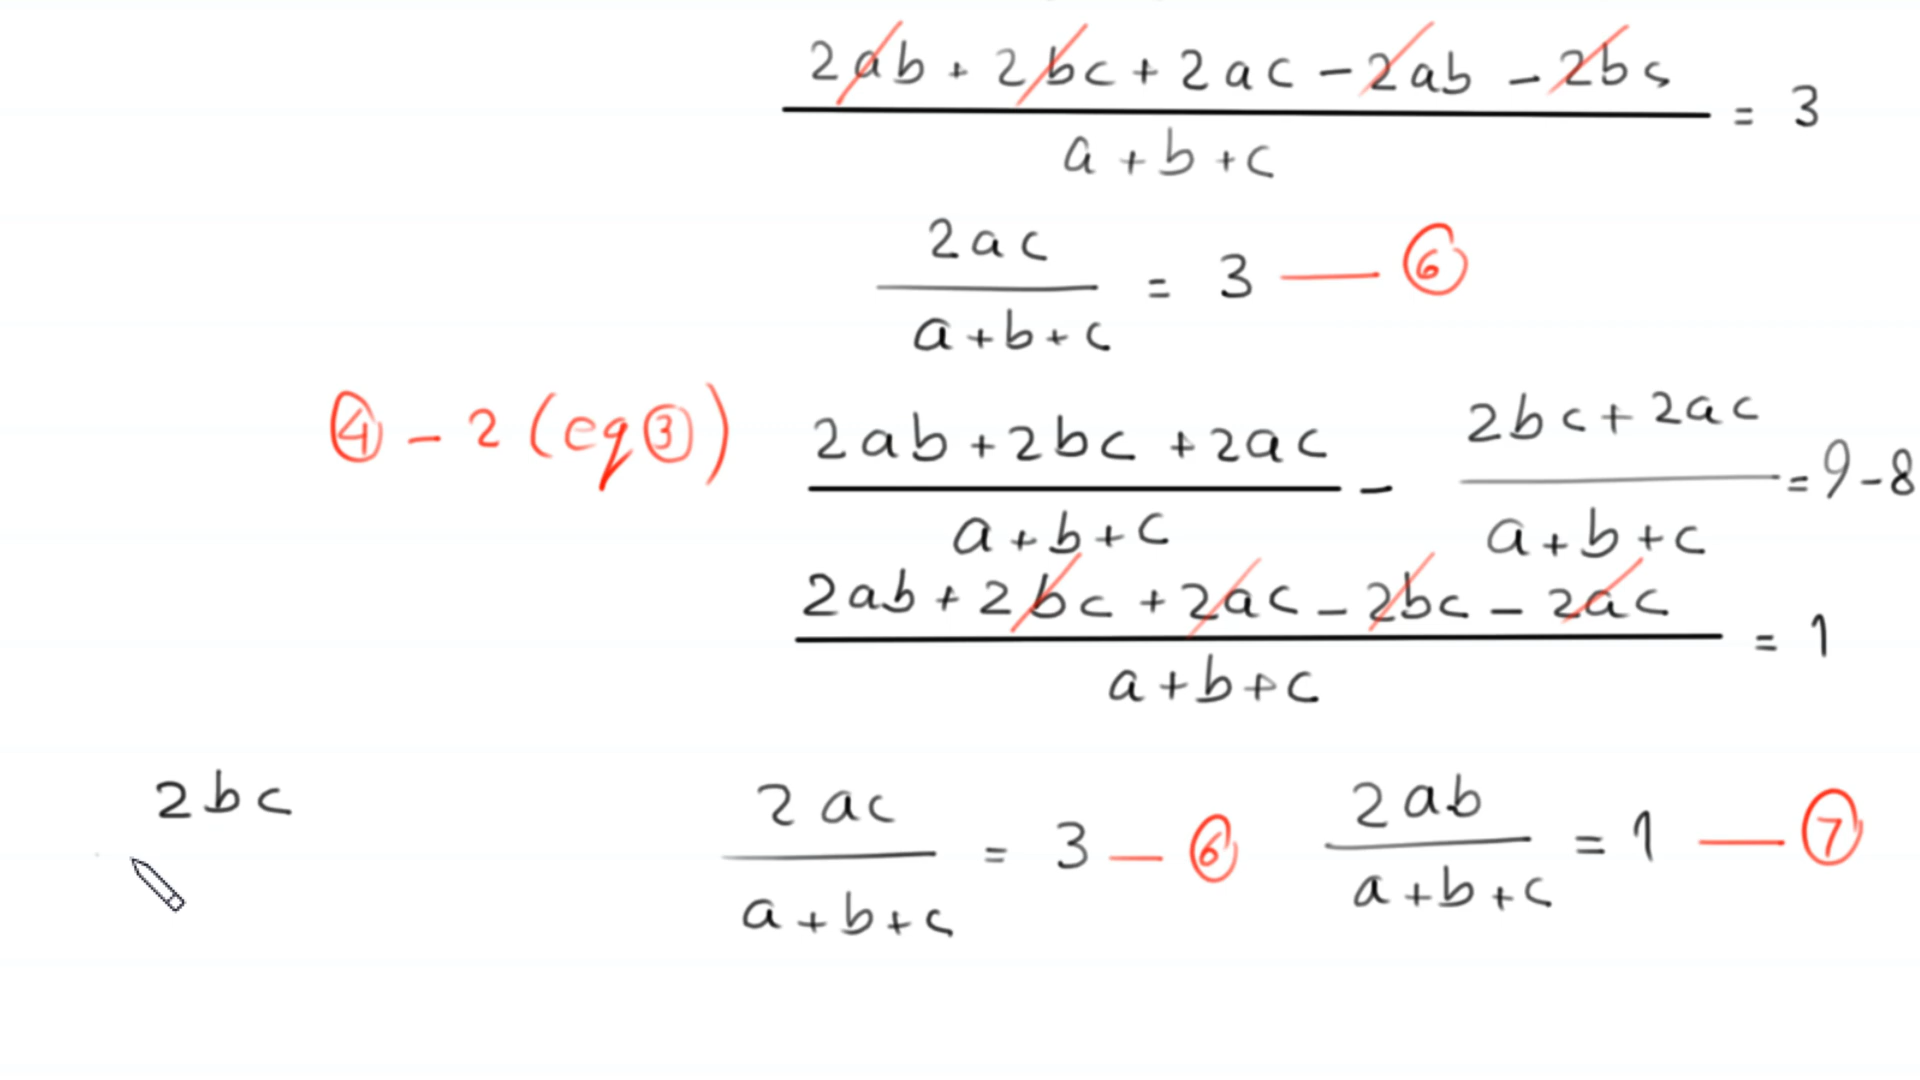 2ab + 2bc + 2ac - 2ab - 2bc
= 3
a + b + c
2ac
= 3 — ⑥
a + b + c
④ - 2 (eq③)
2ab + 2bc + 2ac - 2bc + 2ac
= 9 - 8
a + b + c a + b + c
2ab + 2bc + 2ac - 2bc - 2ac
= 1
a + b + c
2bc
2ac
= 3 — ⑥
a + b + c
2ab
= 1 — ⑦
a + b + c